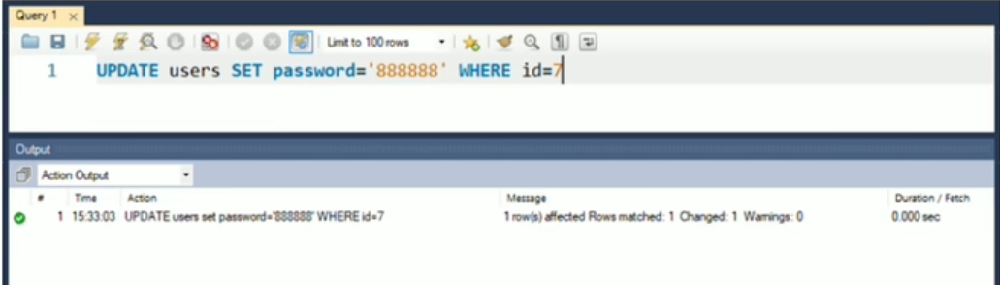 Query 1 ×
Limit to 100 rows
1 UPDATE users SET password='888888' WHERE id=7
Output
Action Output
# Time Action Message Duration / Fetch
1 15:33:03 UPDATE users set password='888888' WHERE id=7 1 row(s) affected Rows matched: 1 Changed: 1 Warnings: 0 0.000 sec